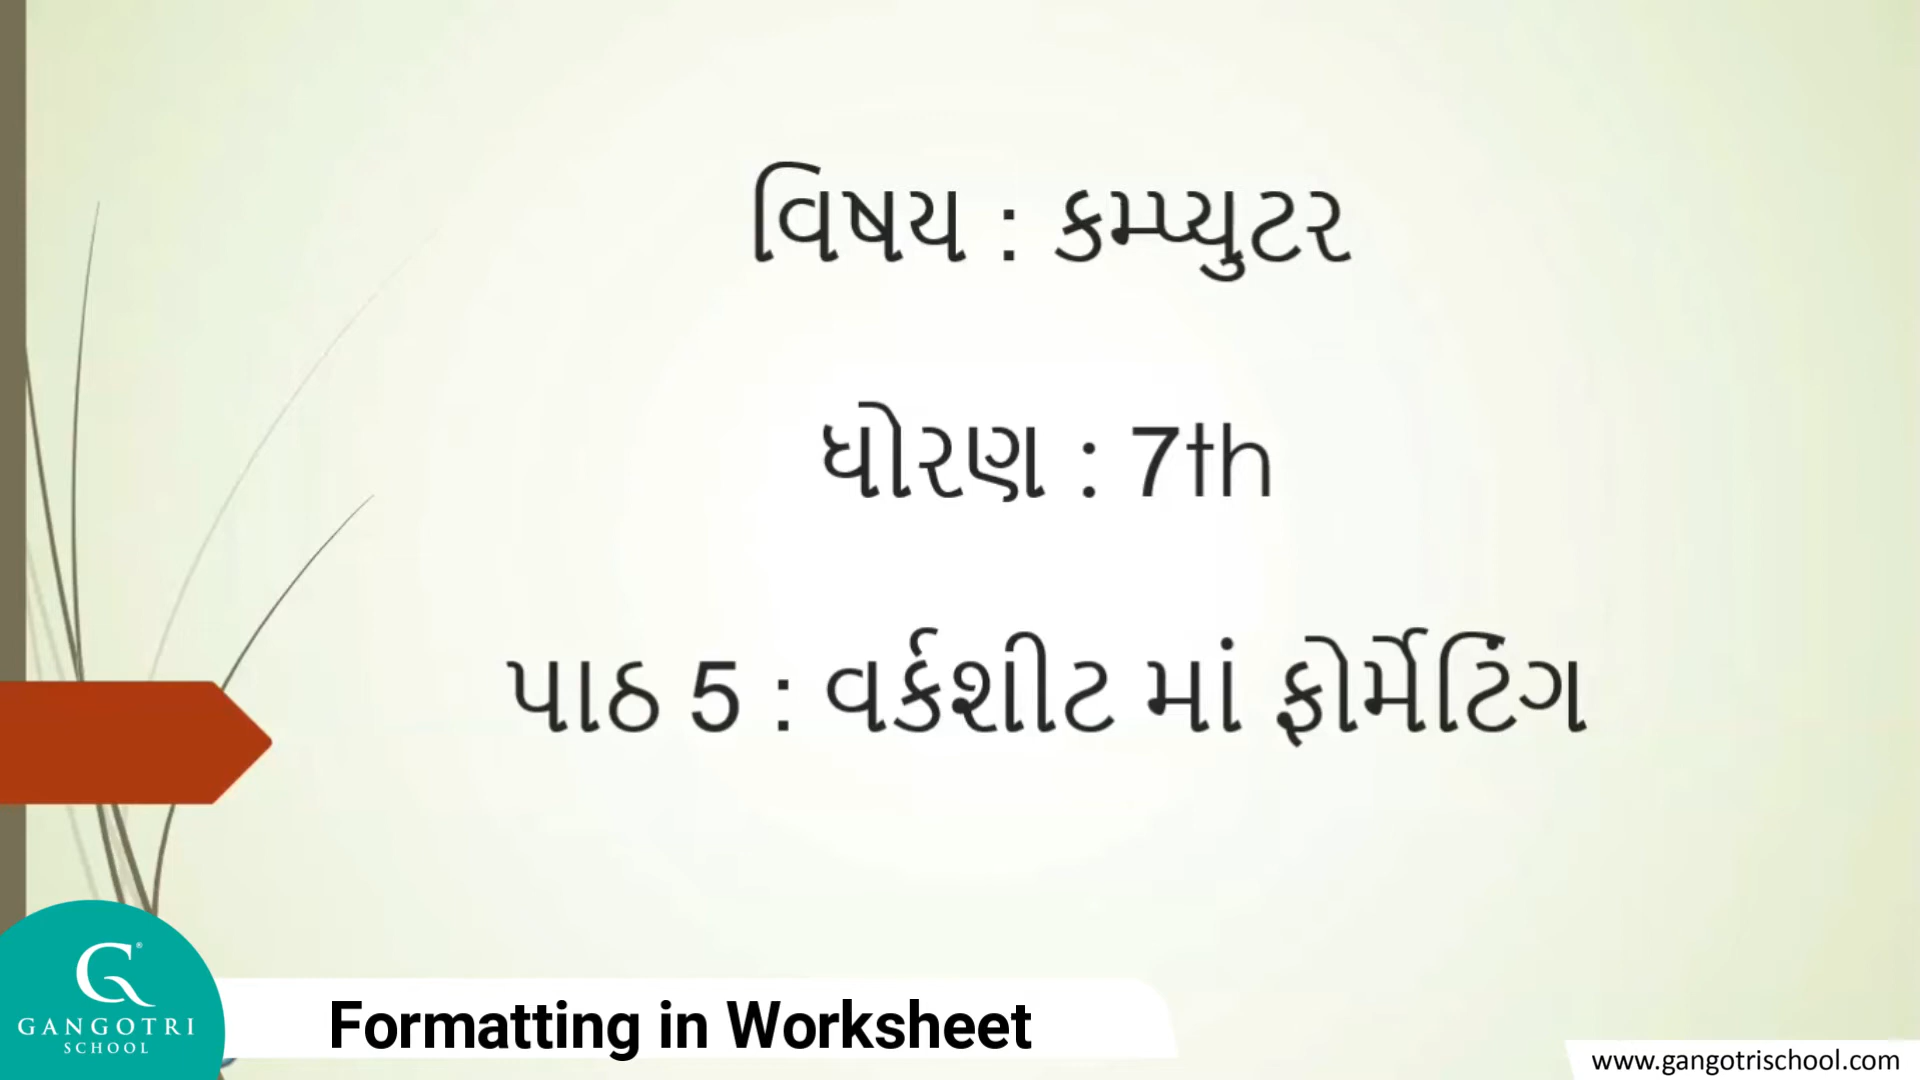 વિષય : કમ્પ્યુટર
ધોરણ : 7th
પાઠ 5 : વર્કશીટ માં ફોર્મેટિંગ
G®
GANGOTRI
SCHOOL
Formatting in Worksheet
www.gangotrischool.com